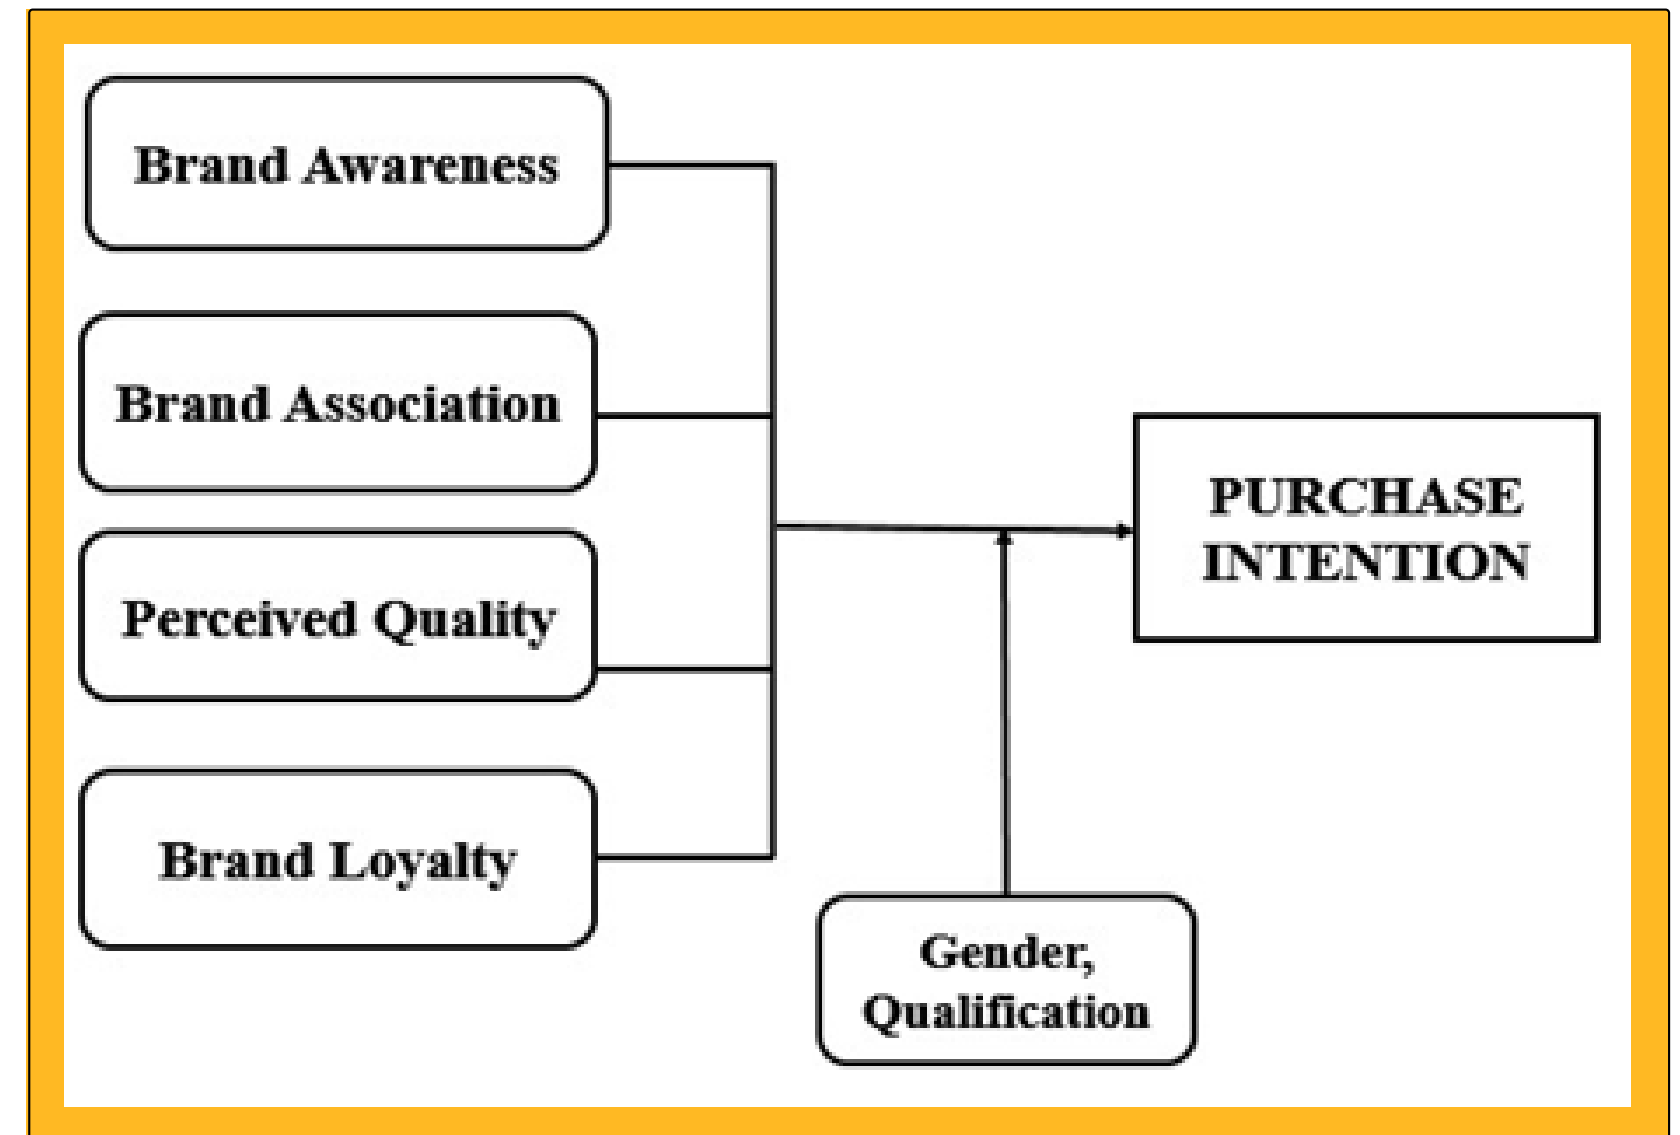 Brand Awareness
Brand Association
Perceived Quality
Brand Loyalty
PURCHASE
INTENTION
Gender,
Qualification